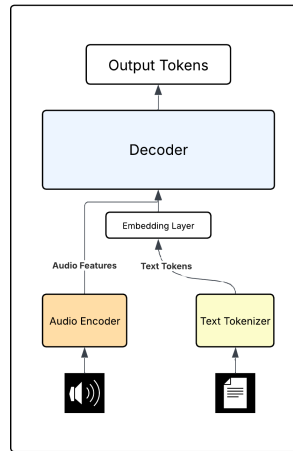 Output Tokens
Decoder
Embedding Layer
Audio Features
Text Tokens
Audio Encoder
Text Tokenizer